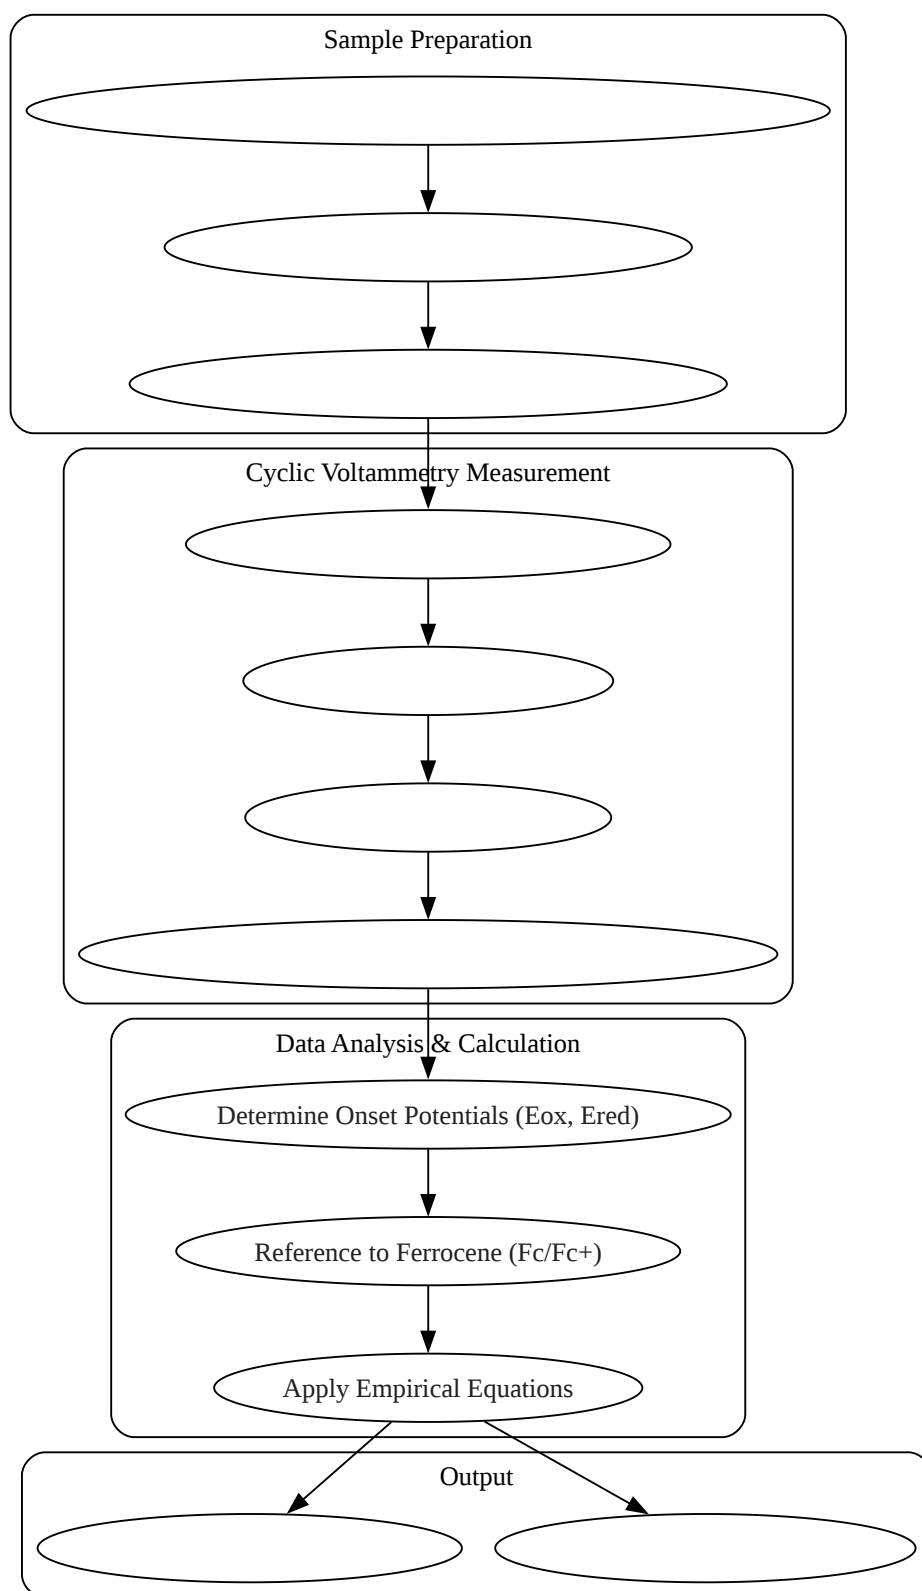 Sample Preparation
Cyclic Voltammetry Measurement
Data Analysis & Calculation
Determine Onset Potentials (Eox, Ered)
Reference to Ferrocene (Fc/Fc+)
Apply Empirical Equations
Output